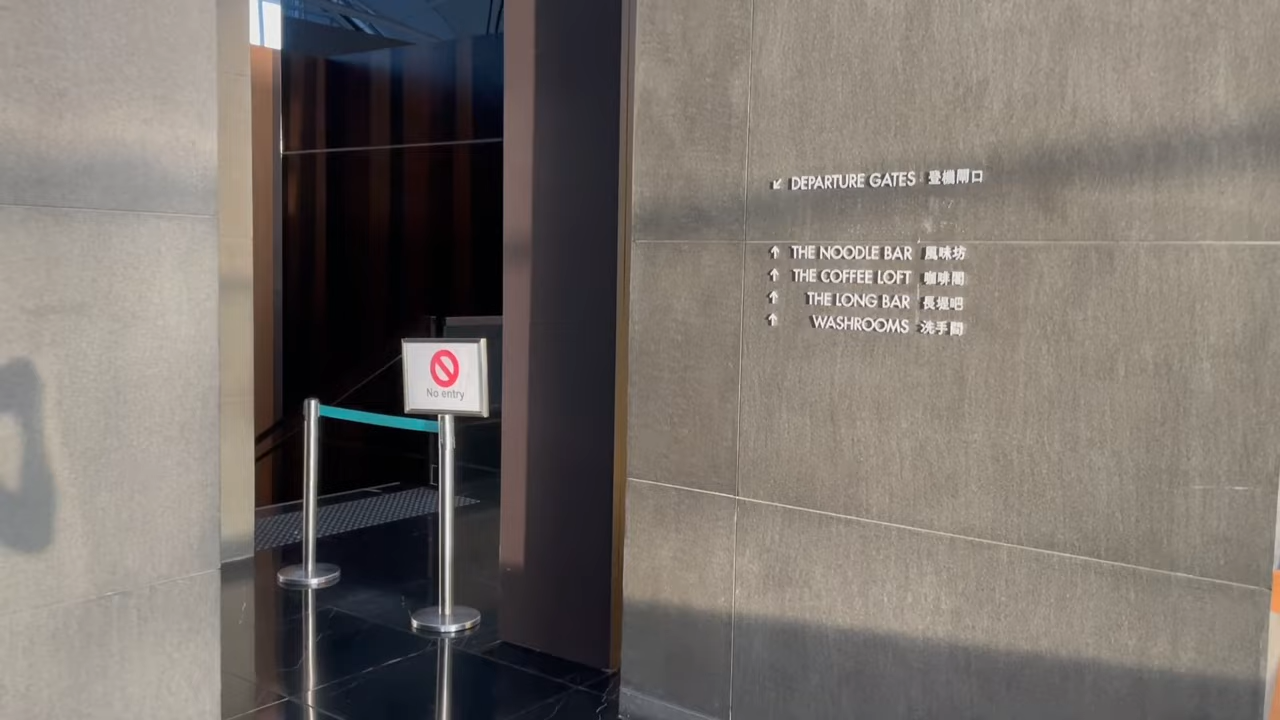 DEPARTURE GATES 登機閘口
THE NOODLE BAR 風味坊
THE COFFEE LOFT 咖啡閣
THE LONG BAR 長堤吧
WASHROOMS 洗手間
No entry